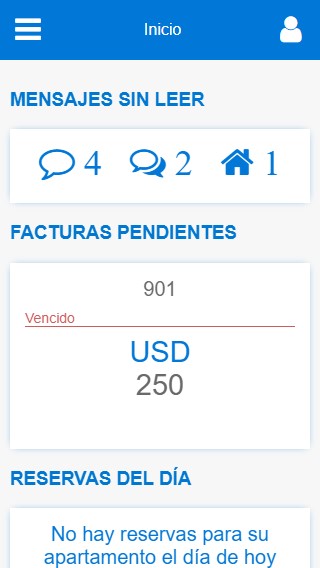 Inicio
MENSAJES SIN LEER
4 2 1
FACTURAS PENDIENTES
901
Vencido
USD
250
RESERVAS DEL DÍA
No hay reservas para su
apartamento el día de hoy